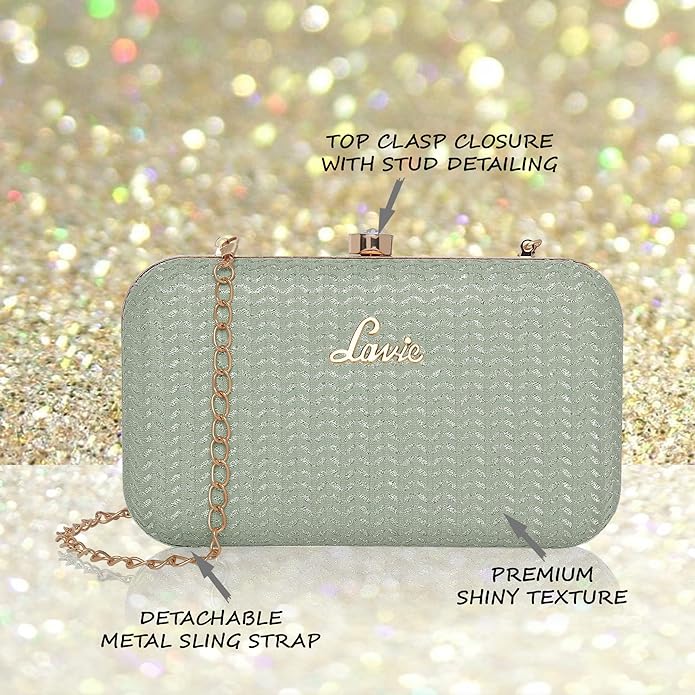 TOP CLASP CLOSURE
WITH STUD DETAILING
Lavie
PREMIUM
SHINY TEXTURE
DETACHABLE
METAL SLING STRAP